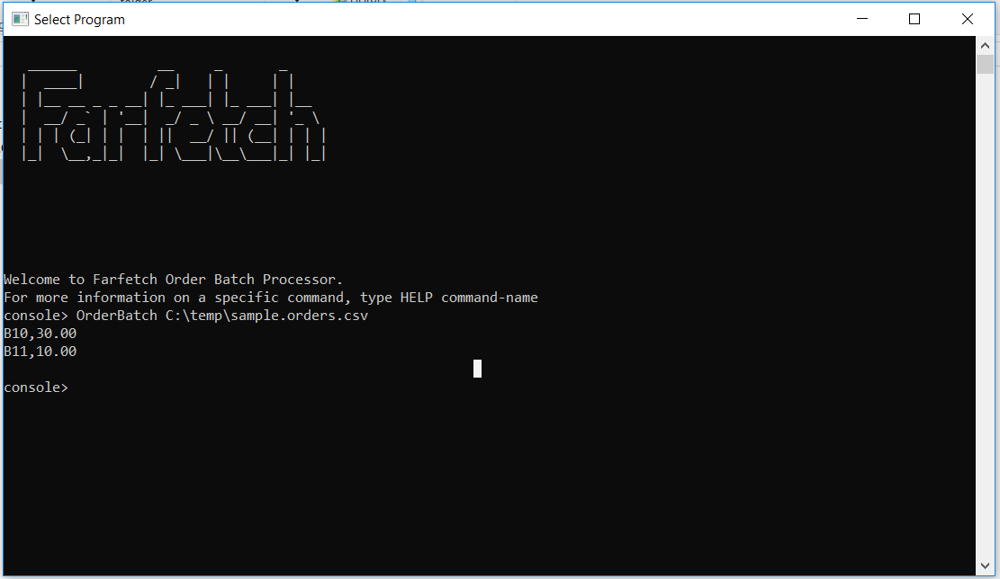 Select Program
Farfetch
Welcome to Farfetch Order Batch Processor.
For more information on a specific command, type HELP command-name
console> OrderBatch C:\temp\sample.orders.csv
B10,30.00
B11,10.00
console>